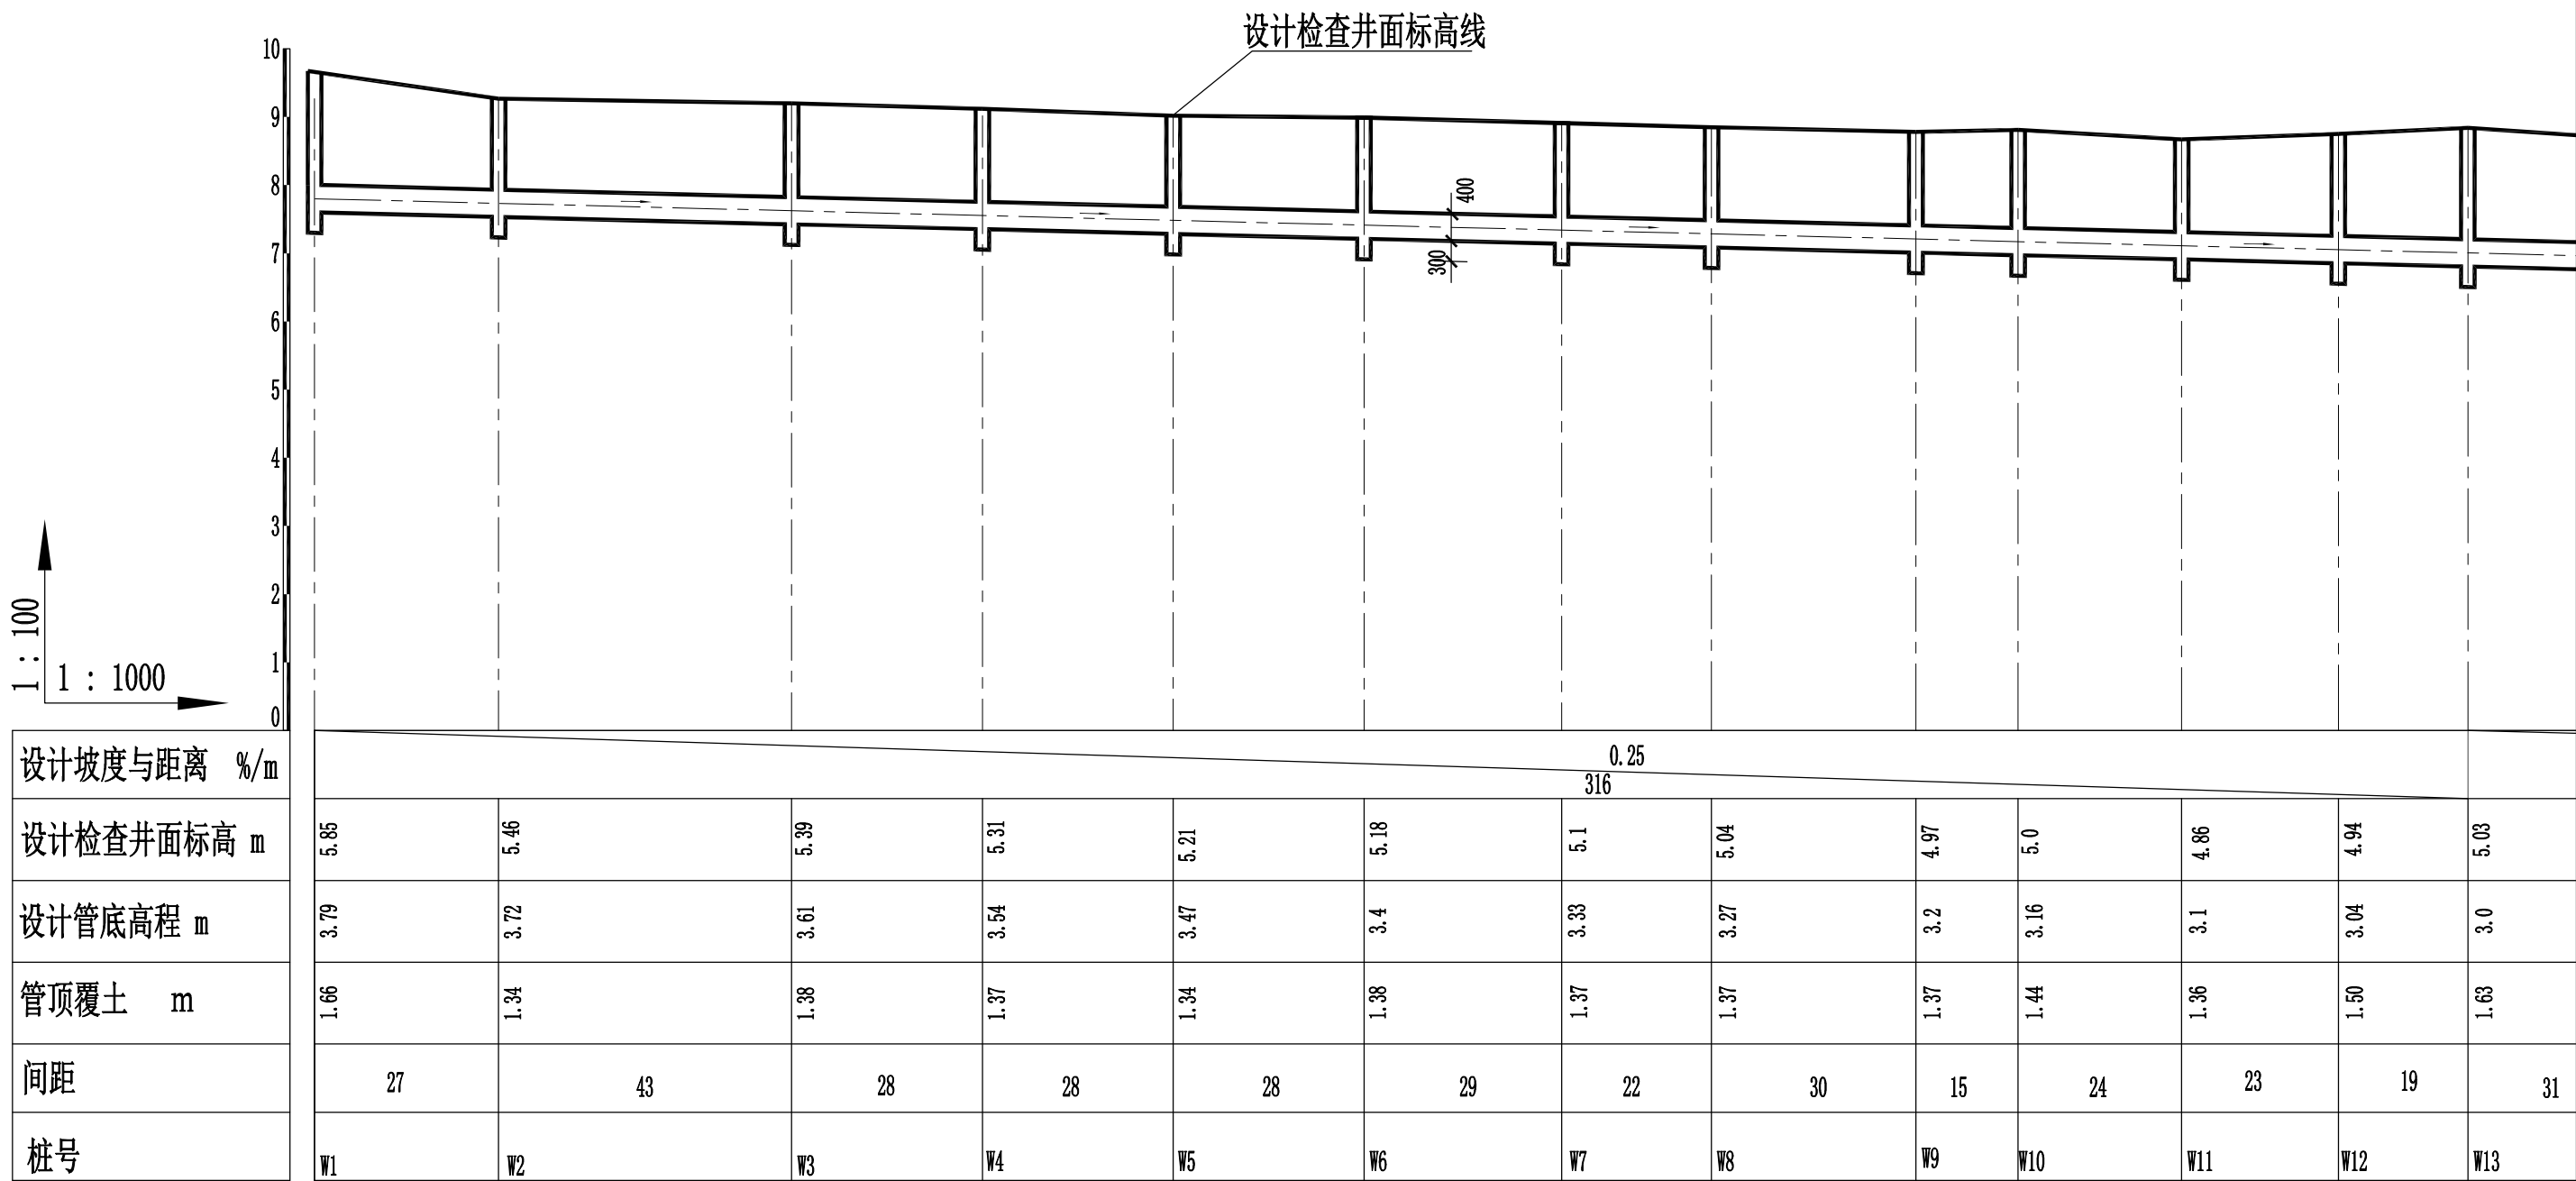 设计检查井面标高线
10
9
8
7
6
5
4
3
2
1
0
400
300
1 : 100
1 : 1000
设计坡度与距离 %/m
0.25
316
设计检查井面标高 m
5.85 5.46 5.39 5.31 5.21 5.18 5.1 5.04 4.97 5.0 4.86 4.94 5.03
设计管底高程 m
3.79 3.72 3.61 3.54 3.47 3.4 3.33 3.27 3.2 3.16 3.1 3.04 3.0
管顶覆土 m
1.66 1.34 1.38 1.37 1.34 1.38 1.37 1.37 1.37 1.44 1.36 1.50 1.63
间距
27 43 28 28 28 29 22 30 15 24 23 19 31
桩号
W1 W2 W3 W4 W5 W6 W7 W8 W9 W10 W11 W12 W13